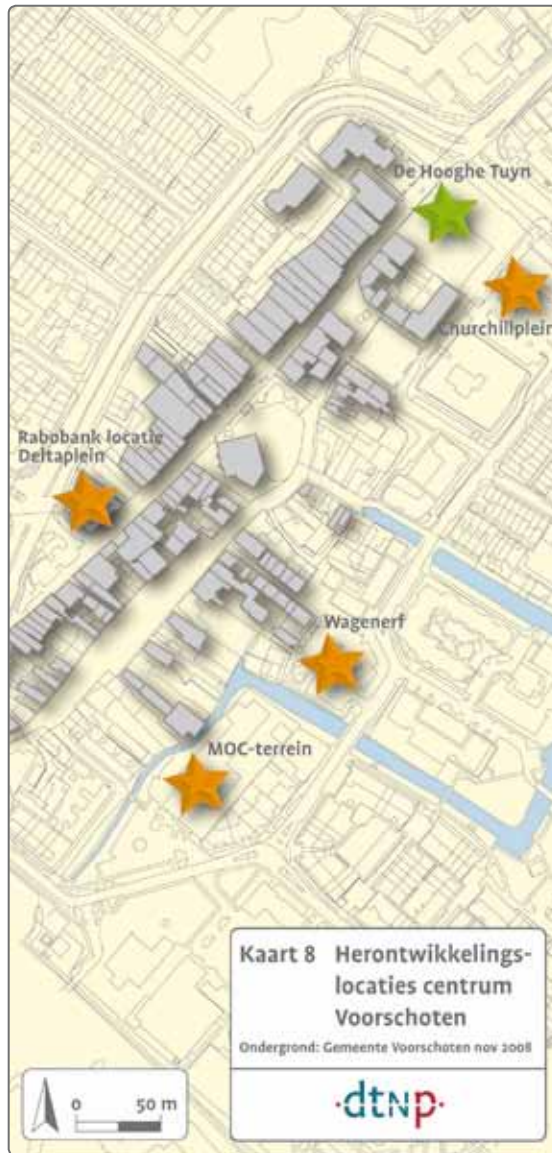 De Hooghe Tuyn
Churchillplein
Rabobank locatie
Deltaplein
Wagenerf
MOC-terrein
Kaart 8 Herontwikkelings-
locaties centrum
Voorschoten
Ondergrond: Gemeente Voorschoten nov 2008
0 50 m
·dtNp·